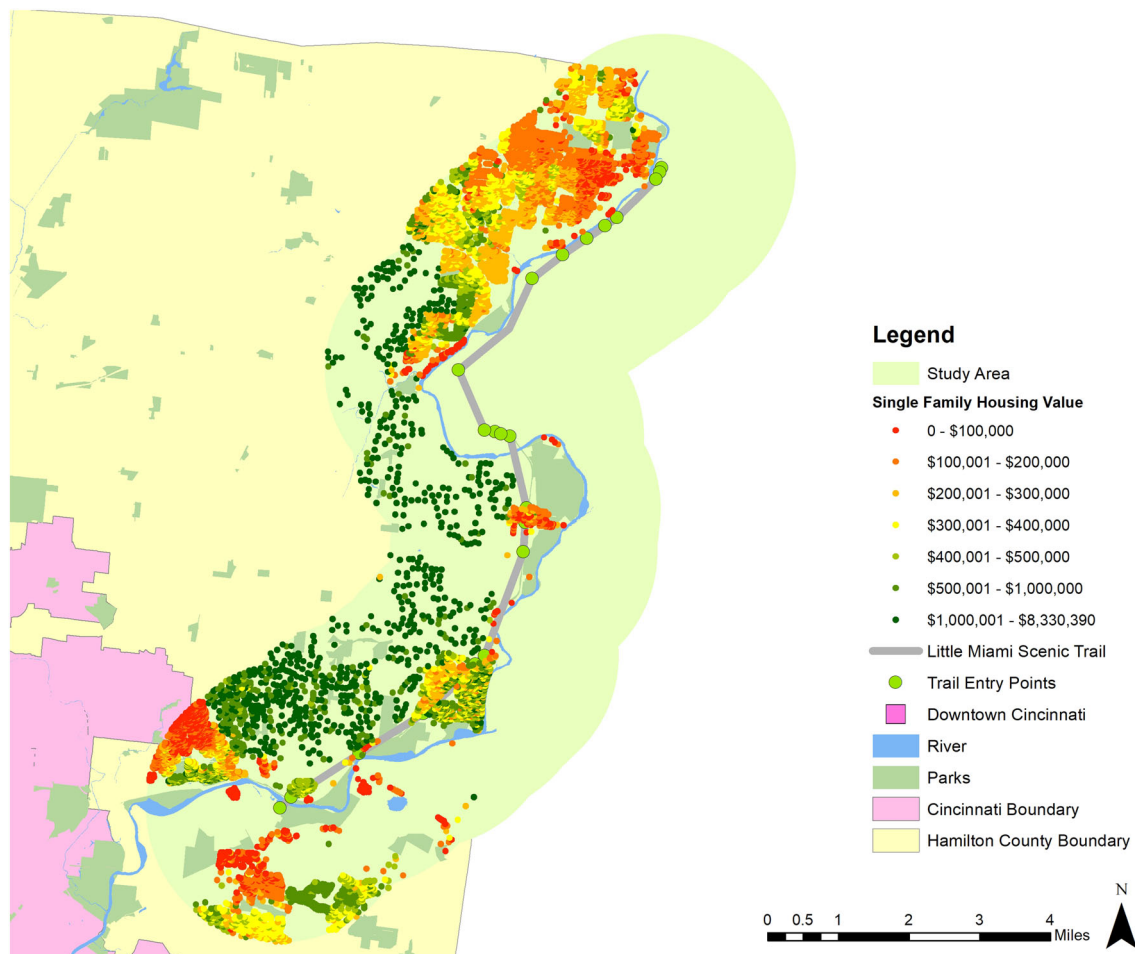 Legend
Study Area
Single Family Housing Value
0 - $100,000
$100,001 - $200,000
$200,001 - $300,000
$300,001 - $400,000
$400,001 - $500,000
$500,001 - $1,000,000
$1,000,001 - $8,330,390
Little Miami Scenic Trail
Trail Entry Points
Downtown Cincinnati
River
Parks
Cincinnati Boundary
Hamilton County Boundary
N
0 0.5 1 2 3 4
Miles